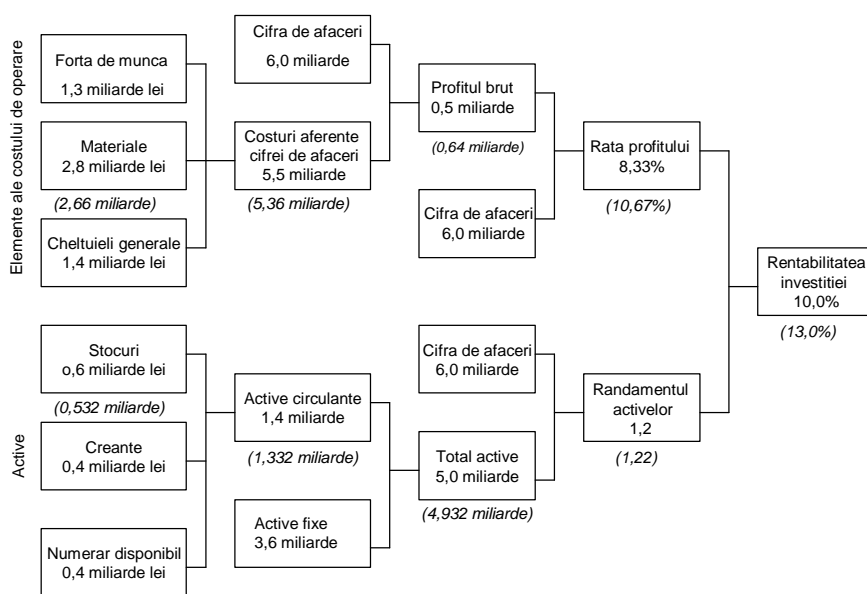 Elemente ale costului de operare
Forta de munca
1,3 miliarde lei
Materiale
2,8 miliarde lei
(2,66 miliarde)
Cheltuieli generale
1,4 miliarde lei
Cifra de afaceri
6,0 miliarde
Costuri aferente
cifrei de afaceri
5,5 miliarde
(5,36 miliarde)
Profitul brut
0,5 miliarde
(0,64 miliarde)
Cifra de afaceri
6,0 miliarde
Rata profitului
8,33%
(10,67%)
Rentabilitatea
investitiei
10,0%
(13,0%)
Active
Stocuri
o,6 miliarde lei
(0,532 miliarde)
Creante
0,4 miliarde lei
Numerar disponibil
0,4 miliarde lei
Active circulante
1,4 miliarde
(1,332 miliarde)
Active fixe
3,6 miliarde
Cifra de afaceri
6,0 miliarde
Total active
5,0 miliarde
(4,932 miliarde)
Randamentul
activelor
1,2
(1,22)